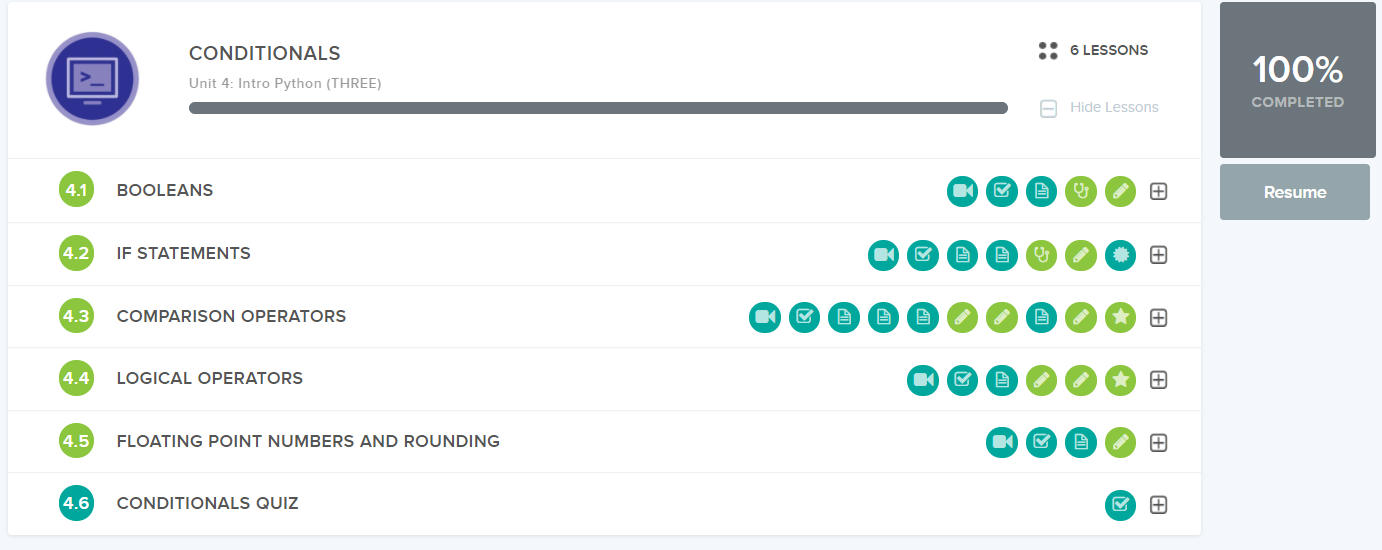 CONDITIONALS
6 LESSONS
Unit 4: Intro Python (THREE)
Hide Lessons
100%
COMPLETED
Resume
4.1 BOOLEANS
4.2 IF STATEMENTS
4.3 COMPARISON OPERATORS
4.4 LOGICAL OPERATORS
4.5 FLOATING POINT NUMBERS AND ROUNDING
4.6 CONDITIONALS QUIZ